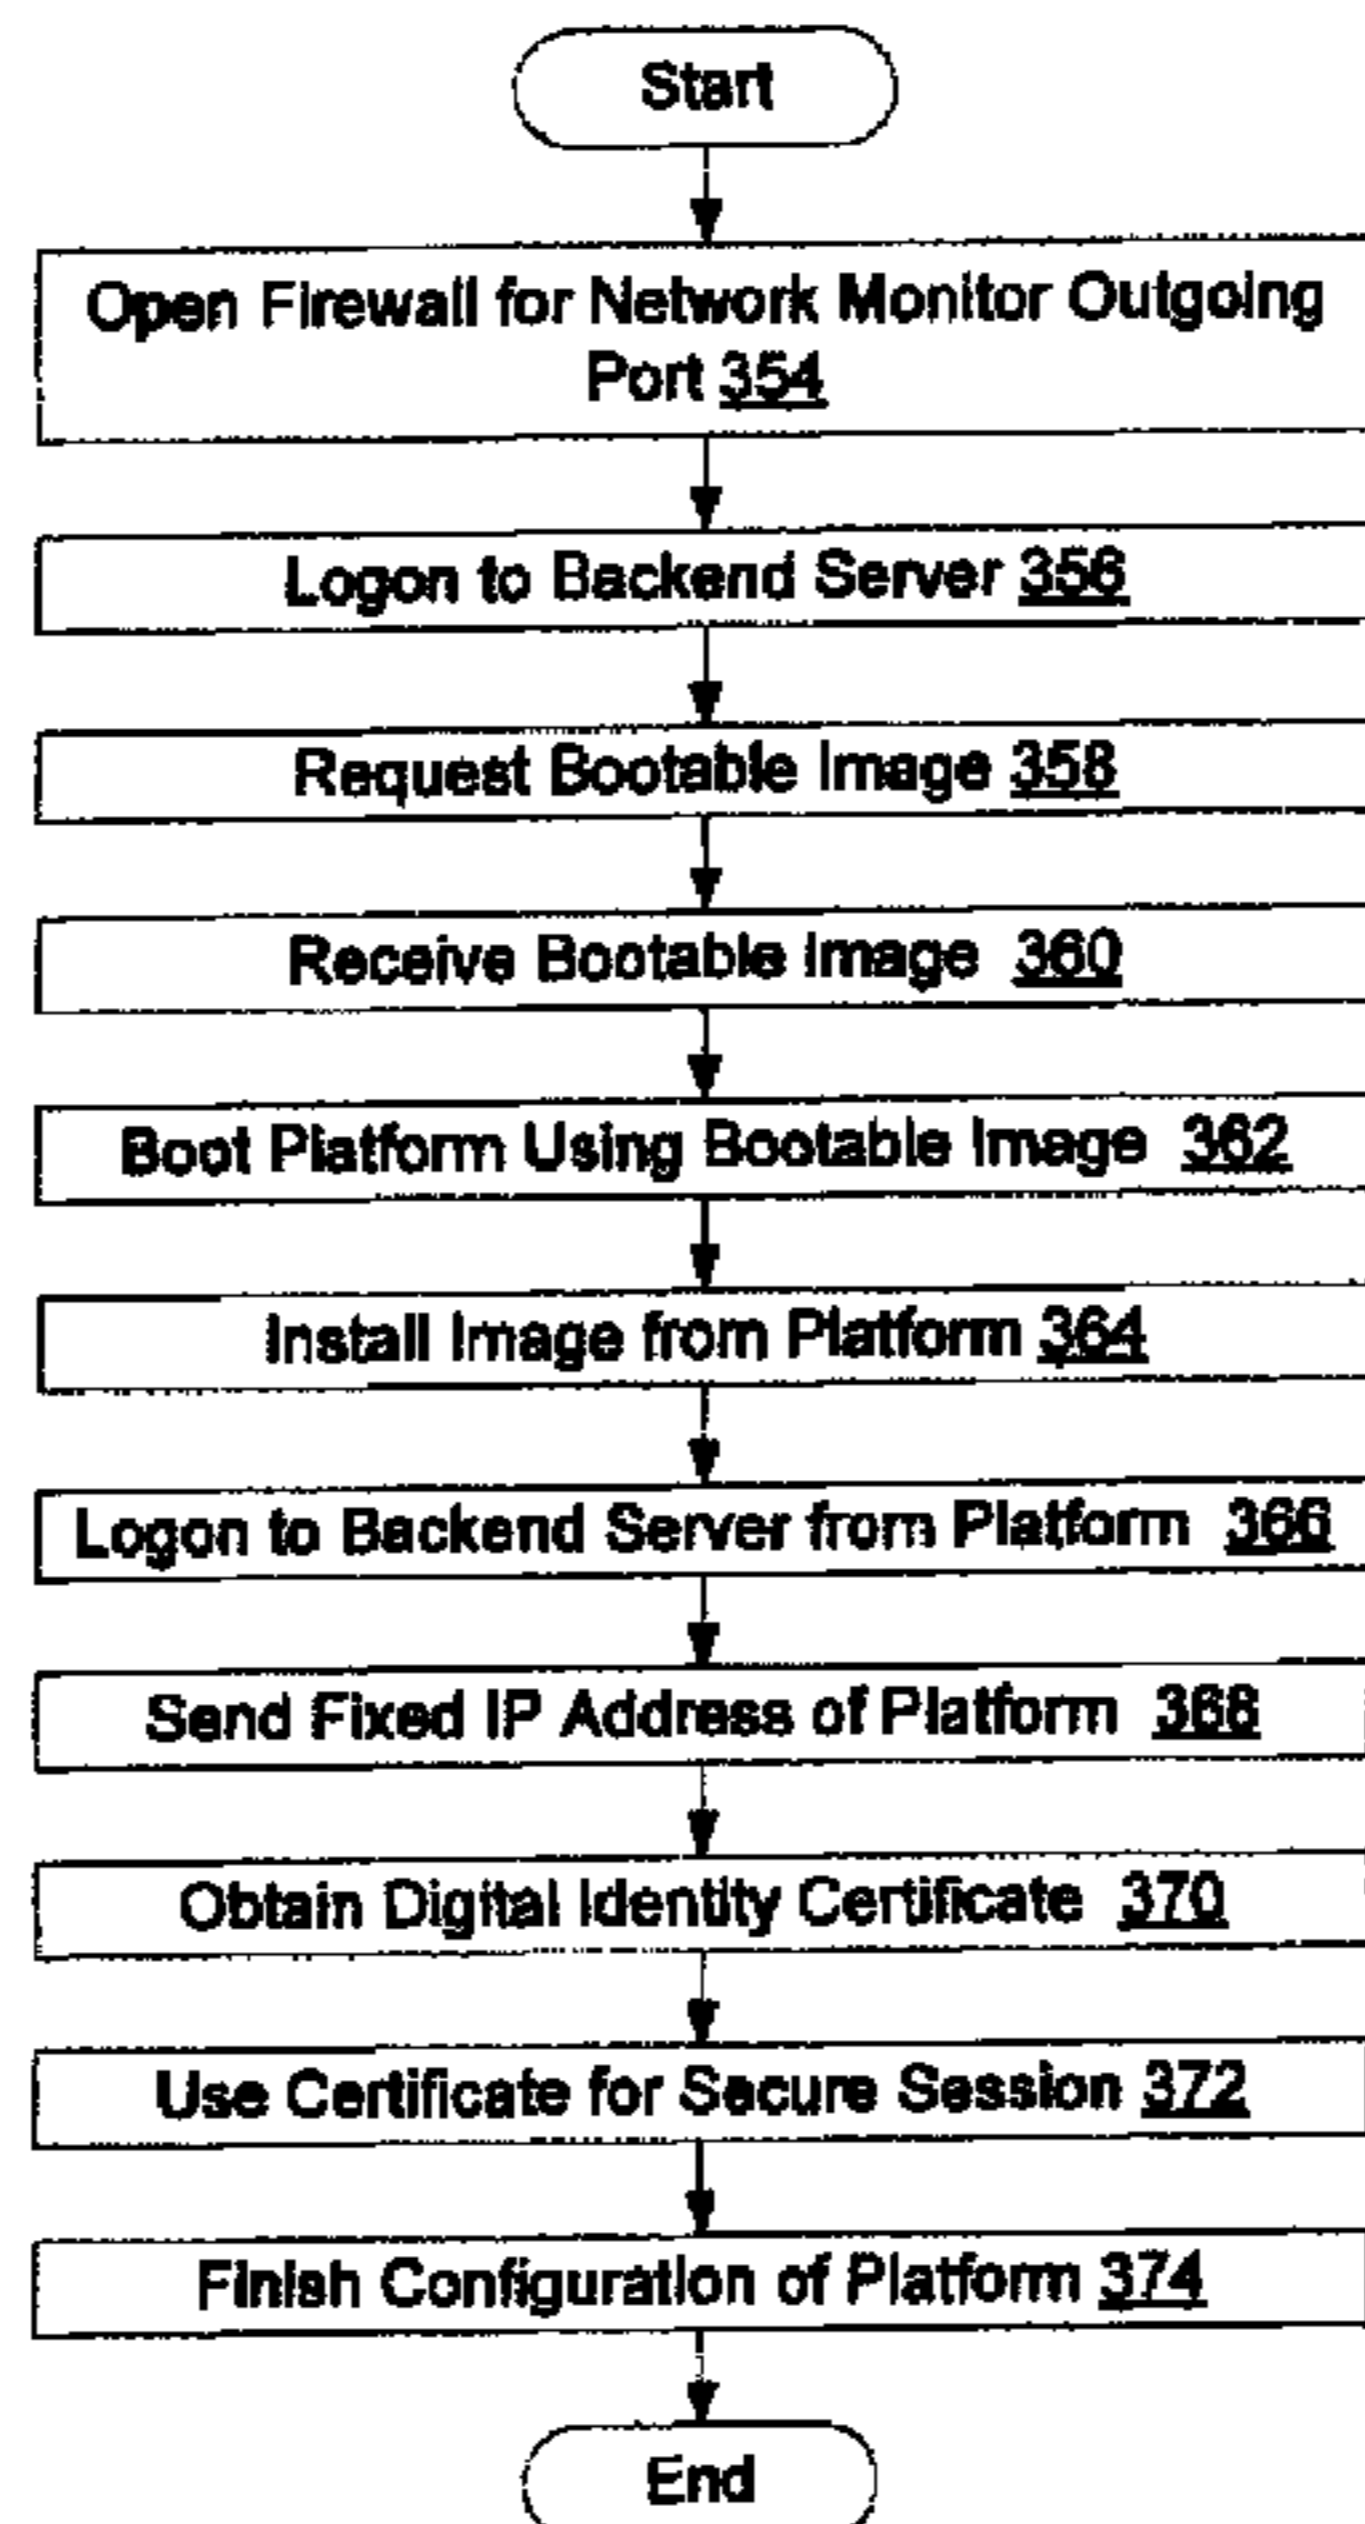 Start
Open Firewall for Network Monitor Outgoing
Port 354
Logon to Backend Server 356
Request Bootable Image 358
Receive Bootable Image 360
Boot Platform Using Bootable Image 362
Install Image from Platform 364
Logon to Backend Server from Platform 366
Send Fixed IP Address of Platform 368
Obtain Digital Identity Certificate 370
Use Certificate for Secure Session 372
Finish Configuration of Platform 374
End